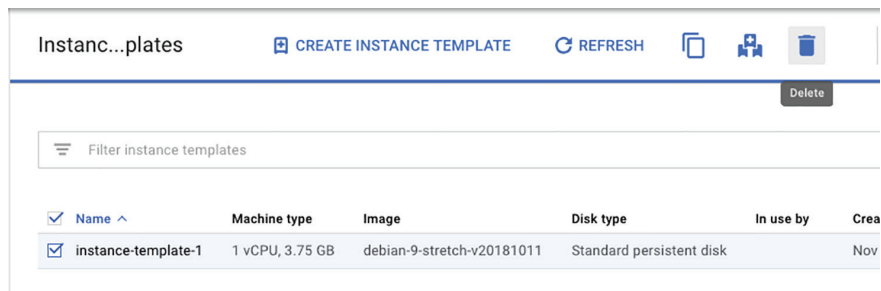 Instanc...plates CREATE INSTANCE TEMPLATE REFRESH
Delete
Filter instance templates
Name Machine type Image Disk type In use by Crea
instance-template-1 1 vCPU, 3.75 GB debian-9-stretch-v20181011 Standard persistent disk Nov